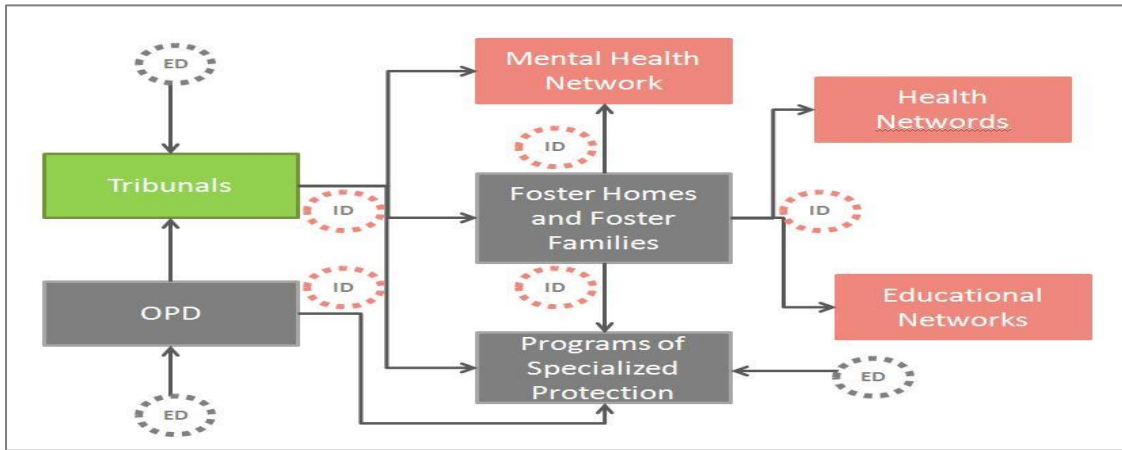 ED
Mental Health
Network
Health
Networds
ID
Tribunals
ID
Foster Homes
and Foster
Families
ID
OPD
ID
ID
Educational
Networks
Programs of
Specialized
Protection
ED
ED